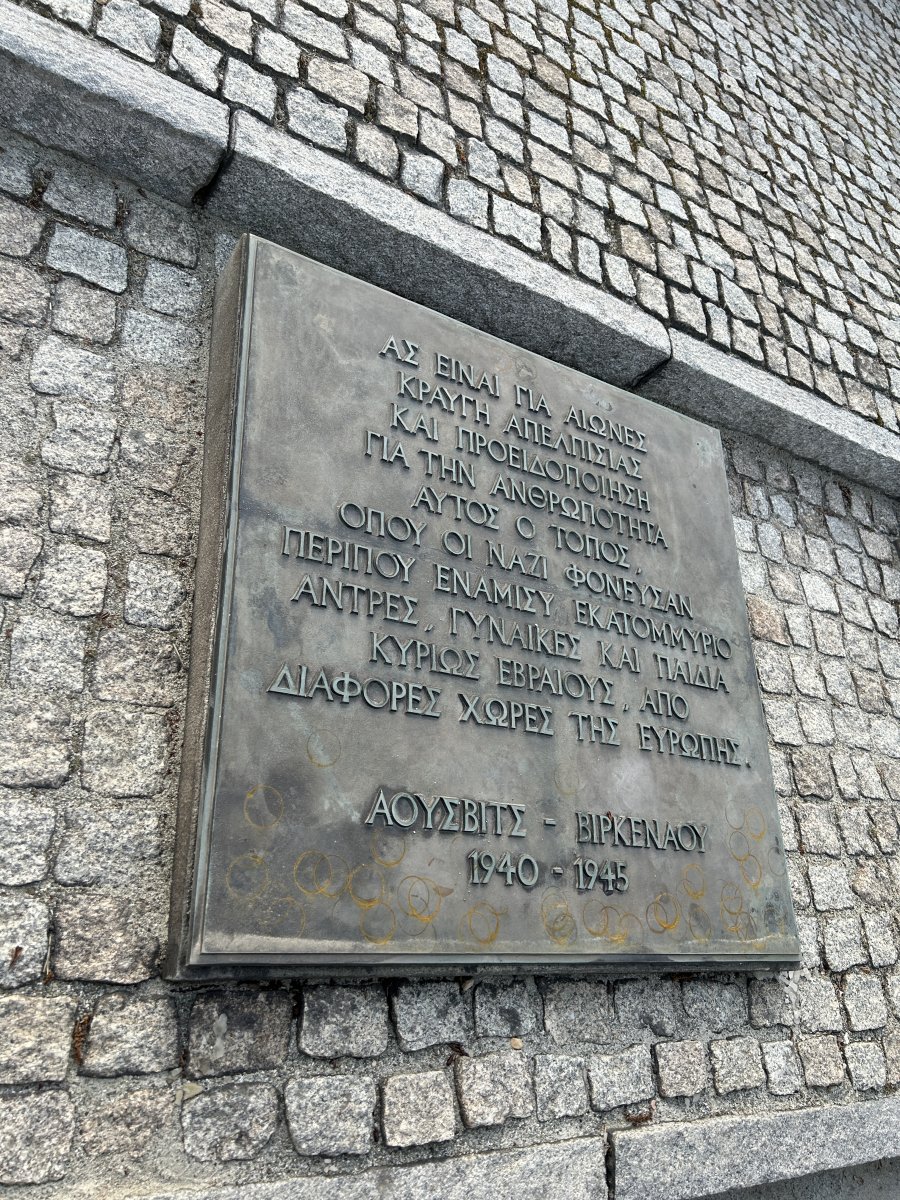 ΑΣ ΕΙΝΑΙ ΓΙΑ ΑΙΩΝΕΣ
ΚΡΑΥΓΗ ΑΠΕΛΠΙΣΙΑΣ
ΚΑΙ ΠΡΟΕΙΔΟΠΟΙΗΣΗ
ΓΙΑ ΤΗΝ ΑΝΘΡΩΠΟΤΗΤΑ
ΑΥΤΟΣ Ο ΤΟΠΟΣ,
ΟΠΟΥ ΟΙ ΝΑΖΙ ΦΟΝΕΥΣΑΝ
ΠΕΡΙΠΟΥ ΕΝΑΜΙΣΥ ΕΚΑΤΟΜΜΥΡΙΟ
ΑΝΤΡΕΣ, ΓΥΝΑΙΚΕΣ ΚΑΙ ΠΑΙΔΙΑ
ΚΥΡΙΩΣ ΕΒΡΑΙΟΥΣ, ΑΠΟ
ΔΙΑΦΟΡΕΣ ΧΩΡΕΣ ΤΗΣ ΕΥΡΩΠΗΣ.
ΑΟΥΣΒΙΤΣ - ΒΙΡΚΕΝΑΟΥ
1940 - 1945